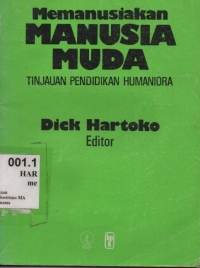 Memanusiakan
MANUSIA
MUDA
TINJAUAN PENDIDIKAN HUMANIORA
Dick Hartoko
Editor
001.1
HAR
me